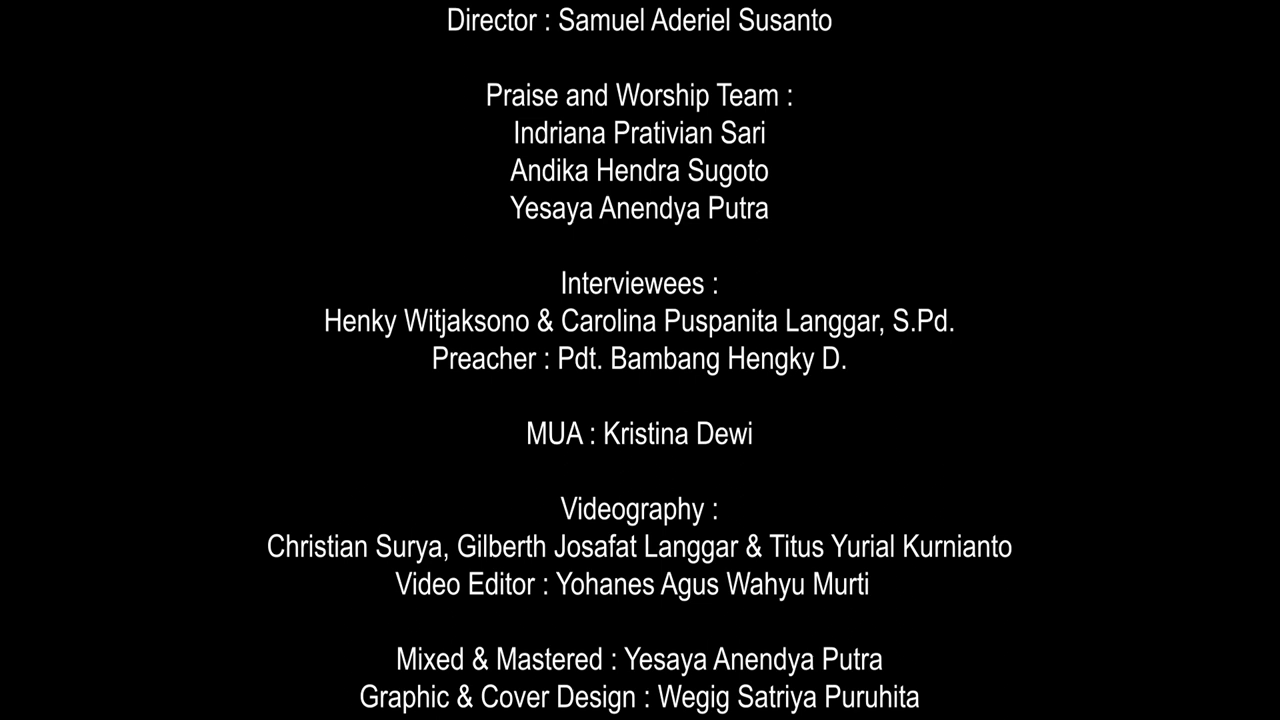 Director : Samuel Aderiel Susanto
Praise and Worship Team :
Indriana Prativian Sari
Andika Hendra Sugoto
Yesaya Anendya Putra
Interviewees :
Henky Witjaksono & Carolina Puspanita Langgar, S.Pd.
Preacher : Pdt. Bambang Hengky D.
MUA : Kristina Dewi
Videography :
Christian Surya, Gilberth Josafat Langgar & Titus Yurial Kurnianto
Video Editor : Yohanes Agus Wahyu Murti
Mixed & Mastered : Yesaya Anendya Putra
Graphic & Cover Design : Wegig Satriya Puruhita